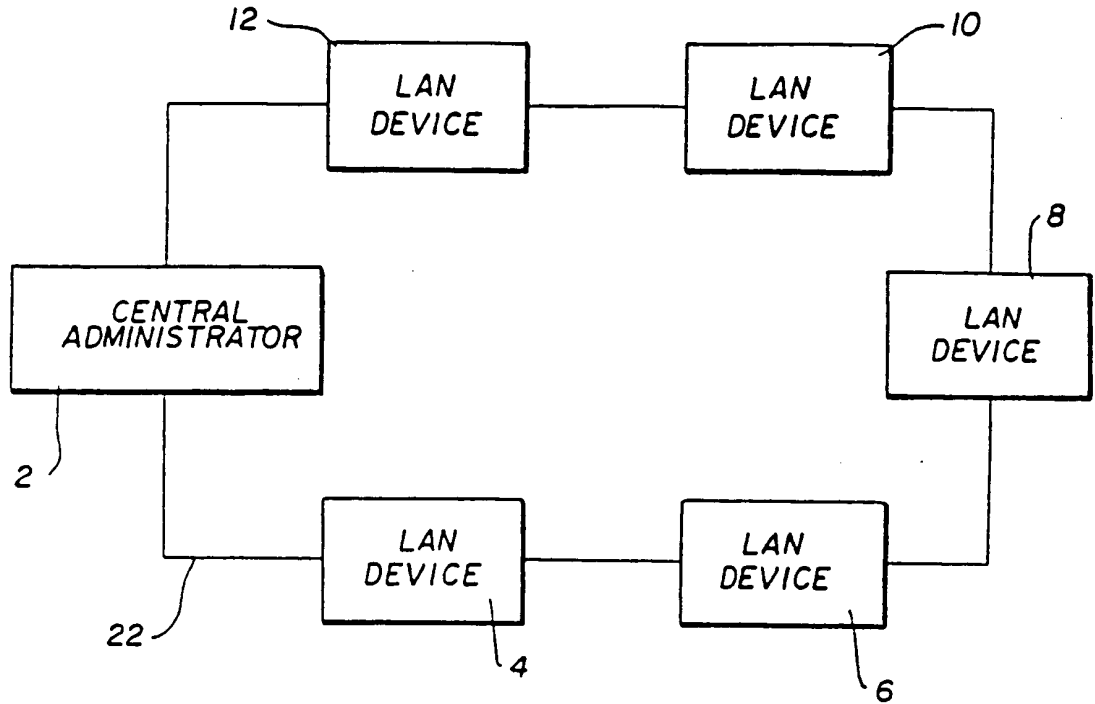 12
LAN
DEVICE
10
LAN
DEVICE
8
LAN
DEVICE
CENTRAL
ADMINISTRATOR
2
22
LAN
DEVICE
4
LAN
DEVICE
6